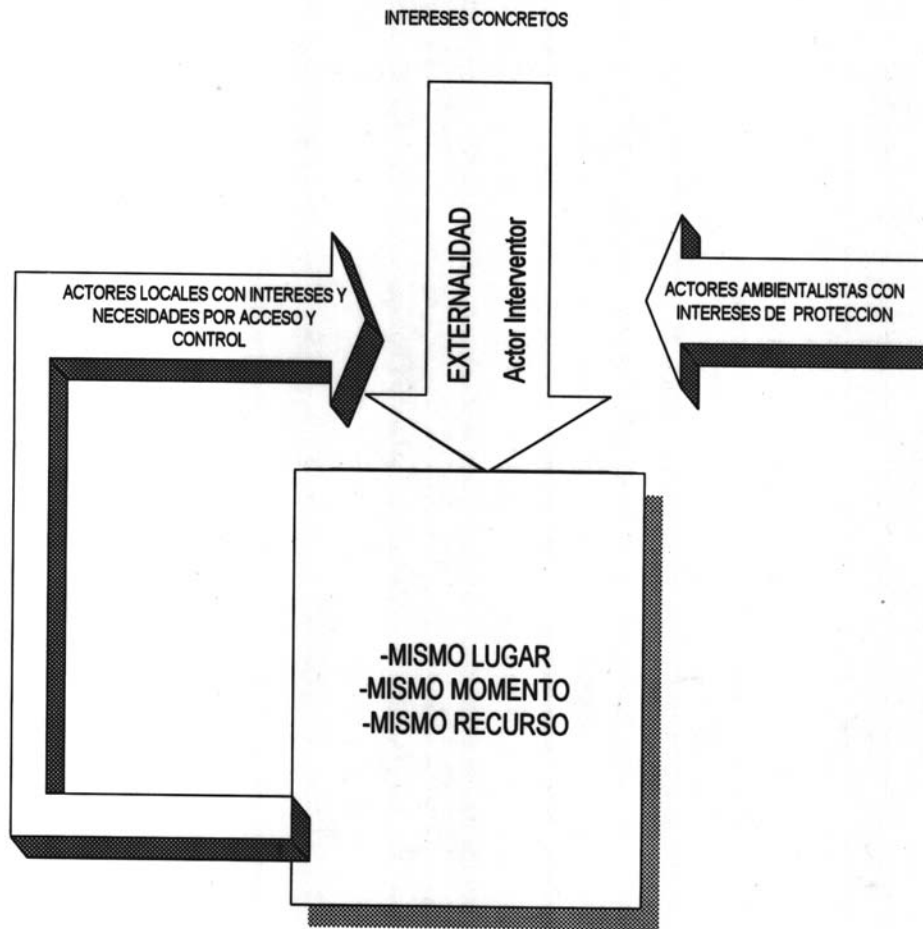 INTERESES CONCRETOS
EXTERNALIDAD
Actor Interventor
ACTORES LOCALES CON INTERESES Y
NECESIDADES POR ACCESO Y
CONTROL
ACTORES AMBIENTALISTAS CON
INTERESES DE PROTECCION
-MISMO LUGAR
-MISMO MOMENTO
-MISMO RECURSO